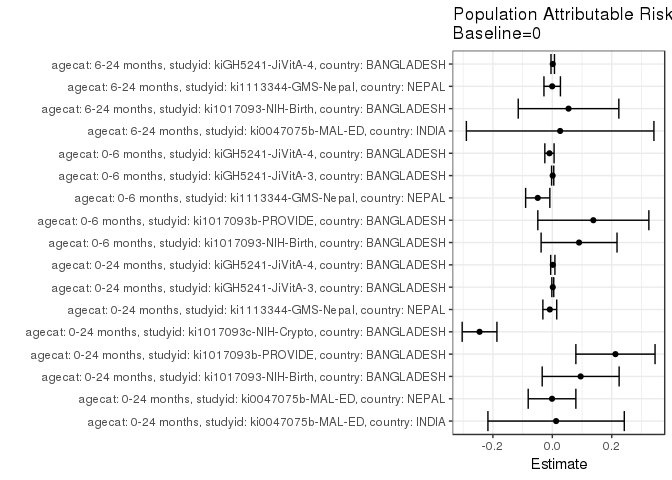 Population Attributable Risk
Baseline=0
agecat: 6-24 months, studyid: kiGH5241-JiVitA-4, country: BANGLADESH
agecat: 6-24 months, studyid: ki1113344-GMS-Nepal, country: NEPAL
agecat: 6-24 months, studyid: ki1017093-NIH-Birth, country: BANGLADESH
agecat: 6-24 months, studyid: ki0047075b-MAL-ED, country: INDIA
agecat: 0-6 months, studyid: kiGH5241-JiVitA-4, country: BANGLADESH
agecat: 0-6 months, studyid: kiGH5241-JiVitA-3, country: BANGLADESH
agecat: 0-6 months, studyid: ki1113344-GMS-Nepal, country: NEPAL
agecat: 0-6 months, studyid: ki1017093b-PROVIDE, country: BANGLADESH
agecat: 0-6 months, studyid: ki1017093-NIH-Birth, country: BANGLADESH
agecat: 0-24 months, studyid: kiGH5241-JiVitA-4, country: BANGLADESH
agecat: 0-24 months, studyid: kiGH5241-JiVitA-3, country: BANGLADESH
agecat: 0-24 months, studyid: ki1113344-GMS-Nepal, country: NEPAL
agecat: 0-24 months, studyid: ki1017093c-NIH-Crypto, country: BANGLADESH
agecat: 0-24 months, studyid: ki1017093b-PROVIDE, country: BANGLADESH
agecat: 0-24 months, studyid: ki1017093-NIH-Birth, country: BANGLADESH
agecat: 0-24 months, studyid: ki0047075b-MAL-ED, country: NEPAL
agecat: 0-24 months, studyid: ki0047075b-MAL-ED, country: INDIA
-0.2 0.0 0.2
Estimate